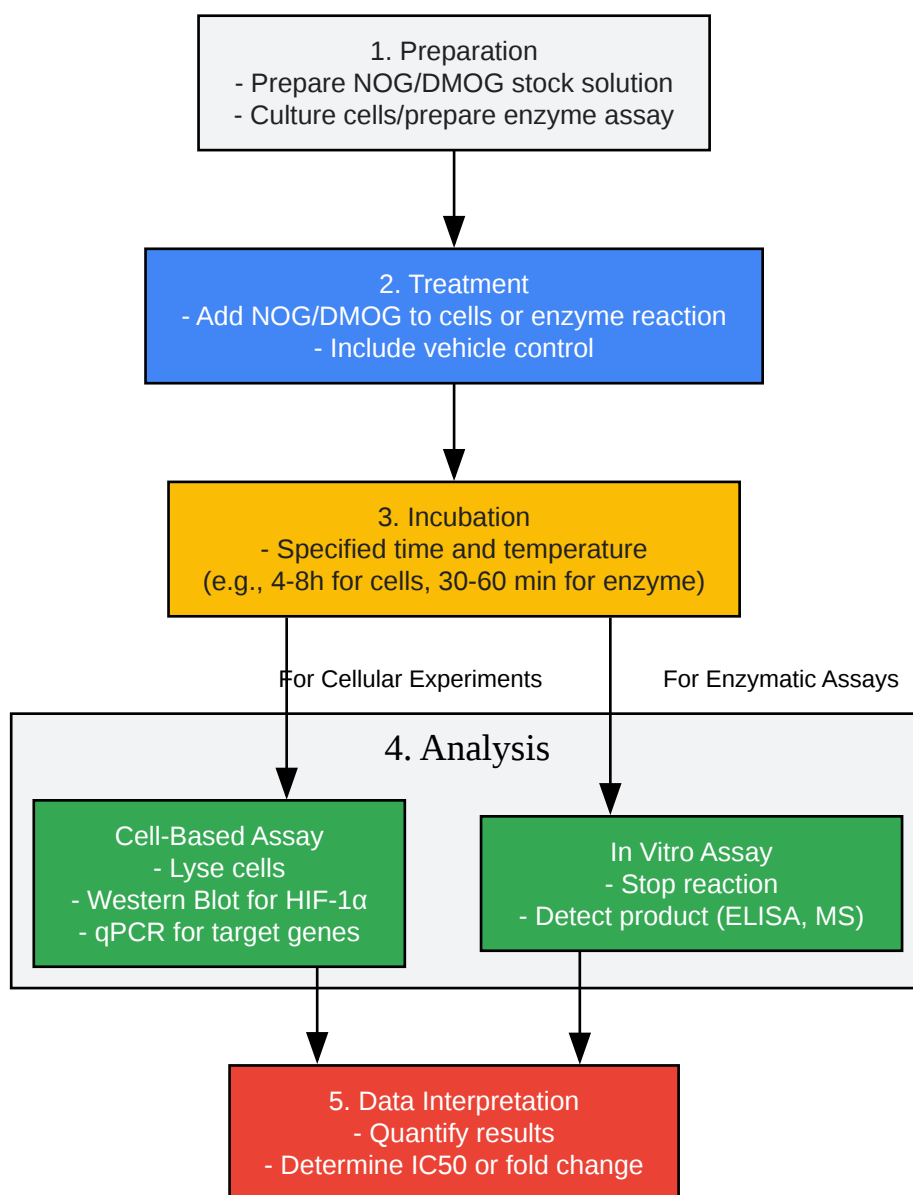 1. Preparation
- Prepare NOG/DMOG stock solution
- Culture cells/prepare enzyme assay
2. Treatment
- Add NOG/DMOG to cells or enzyme reaction
- Include vehicle control
3. Incubation
- Specified time and temperature
(e.g., 4-8h for cells, 30-60 min for enzyme)
For Cellular Experiments
For Enzymatic Assays
4. Analysis
Cell-Based Assay
- Lyse cells
- Western Blot for HIF-1α
- qPCR for target genes
In Vitro Assay
- Stop reaction
- Detect product (ELISA, MS)
5. Data Interpretation
- Quantify results
- Determine IC50 or fold change